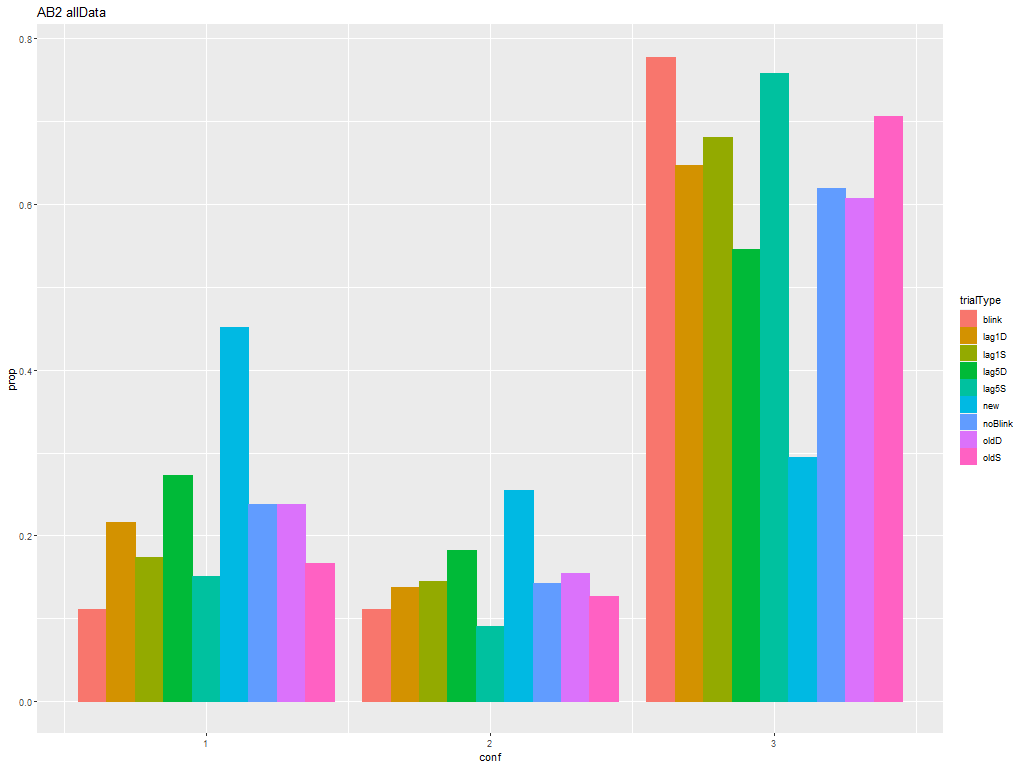 AB2 allData
0.8
0.6
0.4
0.2
0.0
prop
1
2
3
conf
trialType
blink
lag1D
lag1S
lag5D
lag5S
new
noBlink
oldD
oldS